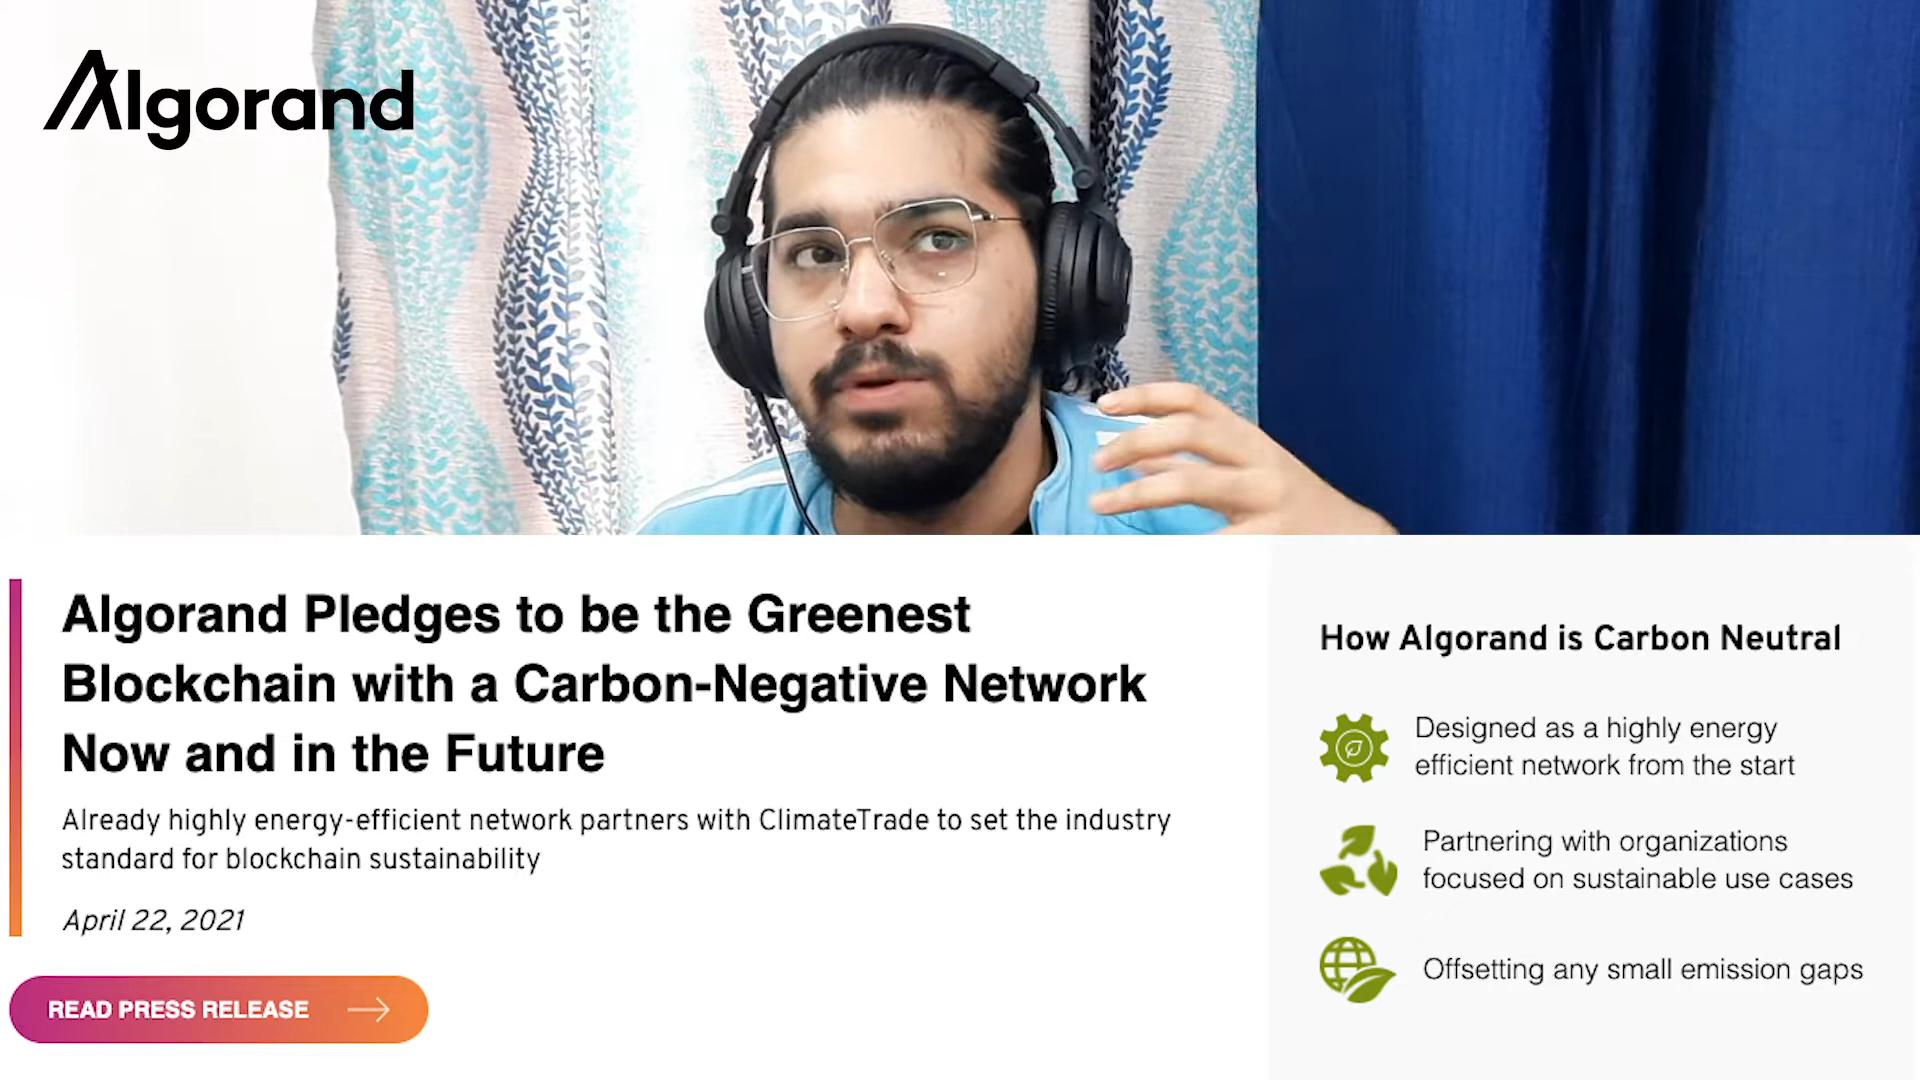 Algorand
Algorand Pledges to be the Greenest
Blockchain with a Carbon-Negative Network
Now and in the Future
Already highly energy-efficient network partners with ClimateTrade to set the industry
standard for blockchain sustainability
April 22, 2021
READ PRESS RELEASE
How Algorand is Carbon Neutral
Designed as a highly energy
efficient network from the start
Partnering with organizations
focused on sustainable use cases
Offsetting any small emission gaps